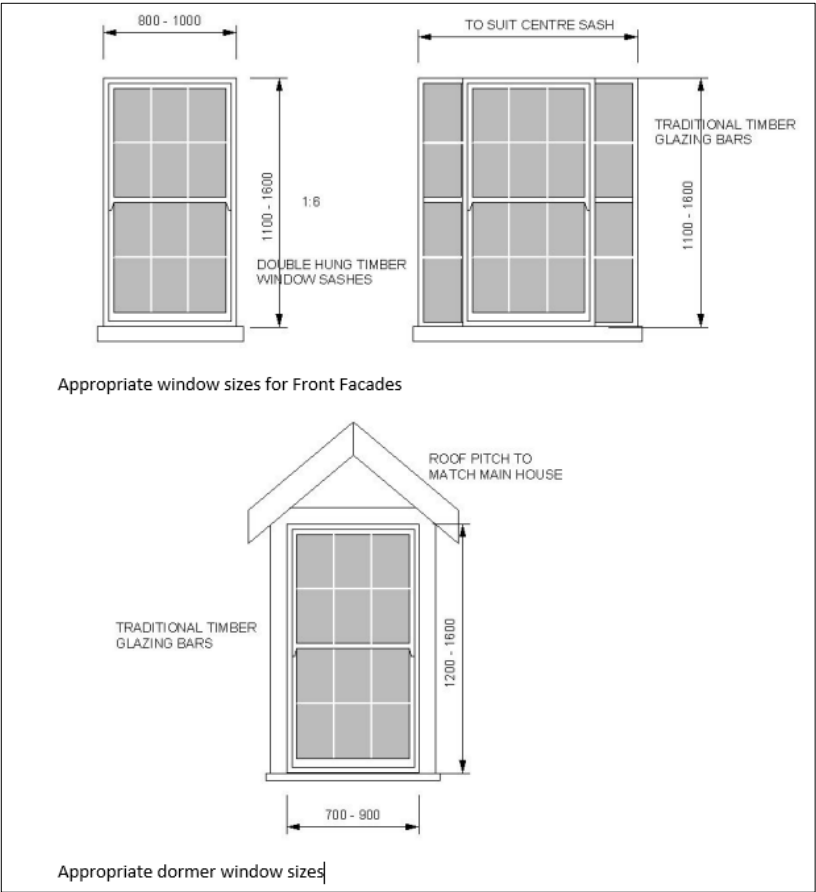 800 - 1000
TO SUIT CENTRE SASH
TRADITIONAL TIMBER
GLAZING BARS
1100 - 1600
1:6
1100 - 1600
DOUBLE HUNG TIMBER
WINDOW SASHES
Appropriate window sizes for Front Facades
ROOF PITCH TO
MATCH MAIN HOUSE
TRADITIONAL TIMBER
GLAZING BARS
1200 - 1600
700 - 900
Appropriate dormer window sizes